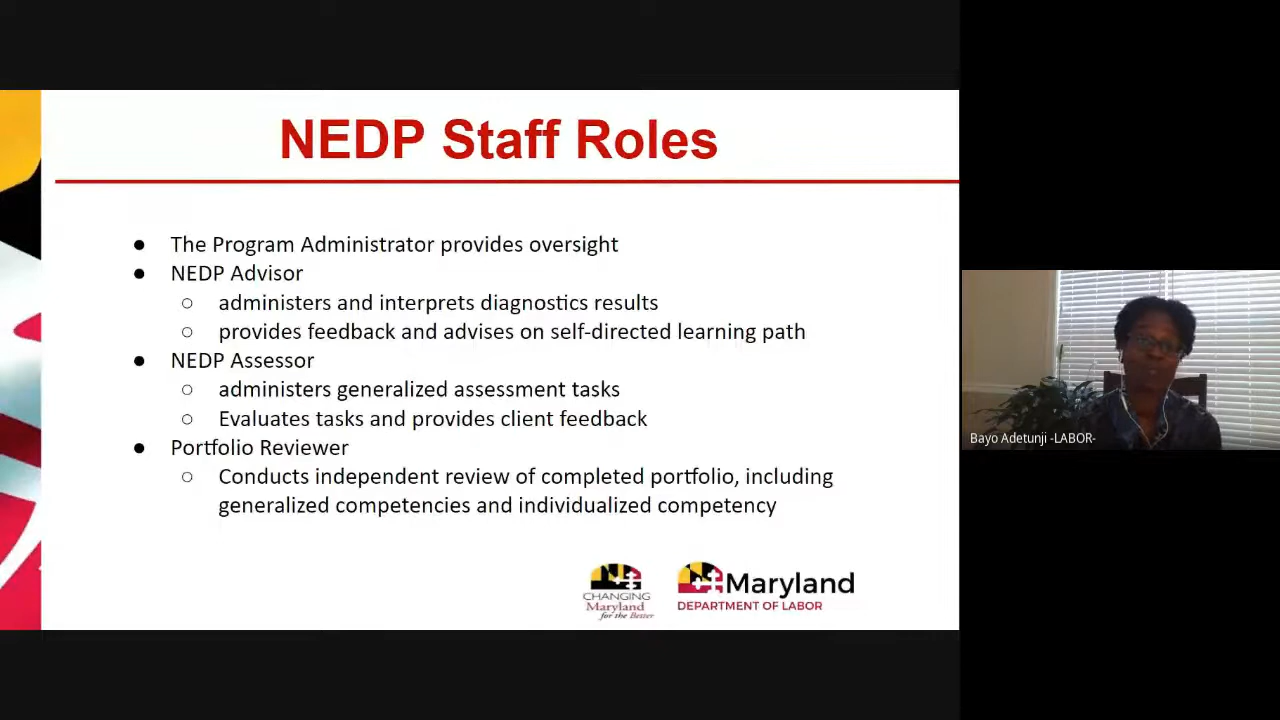 NEDP Staff Roles
● The Program Administrator provides oversight
● NEDP Advisor
○ administers and interprets diagnostics results
○ provides feedback and advises on self-directed learning path
● NEDP Assessor
○ administers generalized assessment tasks
○ Evaluates tasks and provides client feedback
● Portfolio Reviewer
○ Conducts independent review of completed portfolio, including
generalized competencies and individualized competency
CHANGING
Maryland
for the Better
Maryland
DEPARTMENT OF LABOR
Bayo Adetunji -LABOR-